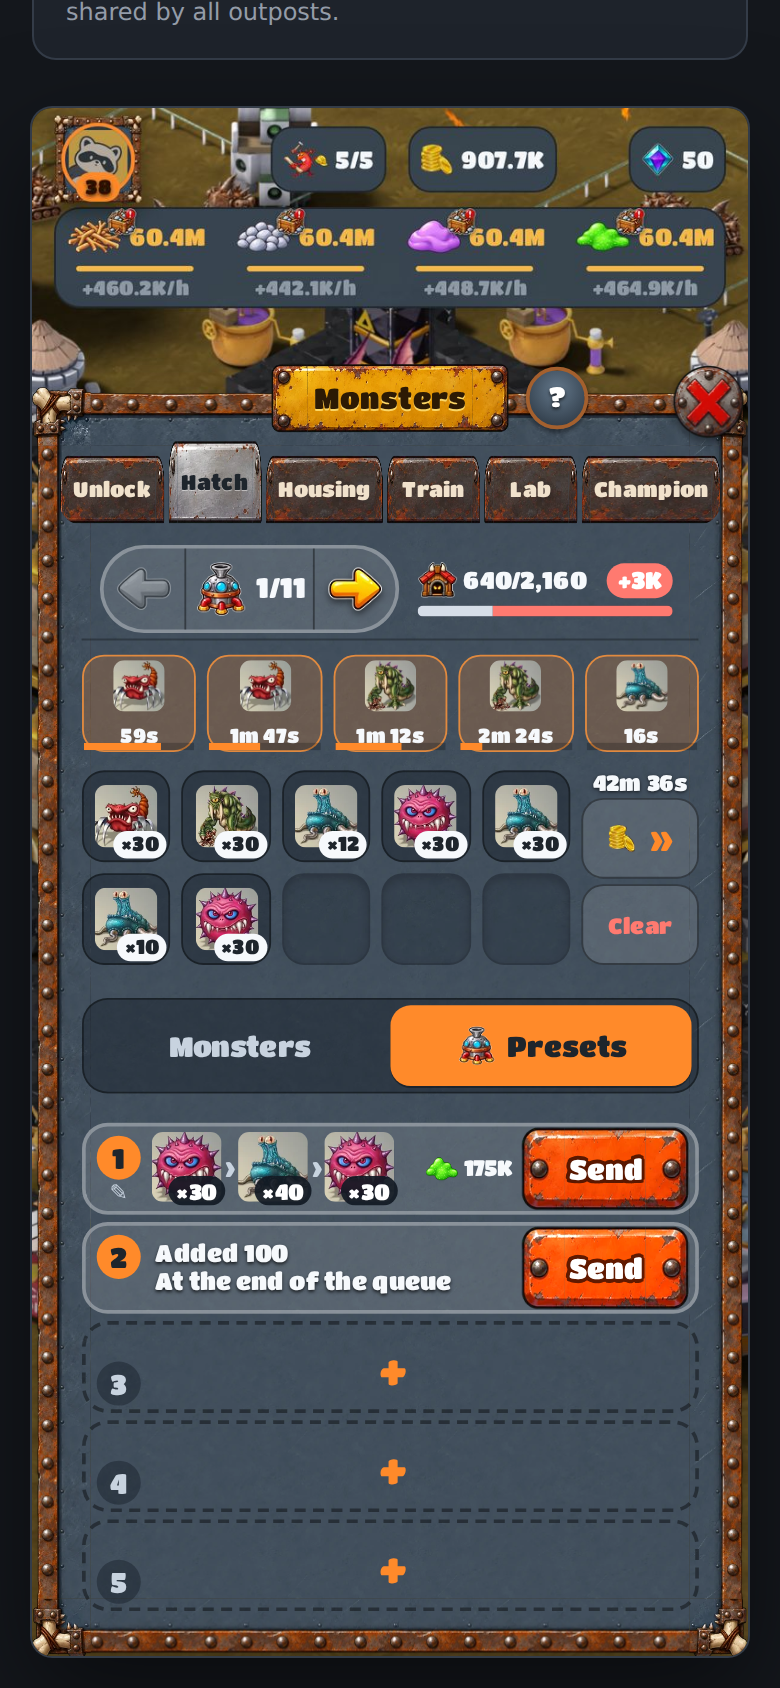 shared by all outposts.
38
5/5
907.7K
50
60.4M
60.4M
60.4M
60.4M
+460.2K/h
+442.1K/h
+448.7K/h
+464.9K/h
Monsters
?
Unlock
Hatch
Housing
Train
Lab
Champion
1/11
640/2,160
+3K
59s
1m 47s
1m 12s
2m 24s
16s
×30
×30
×12
×30
×30
42m 36s
×10
×30
Clear
Monsters
Presets
1
×30
×40
×30
175K
Send
2
Added 100
At the end of the queue
Send
3
4
5